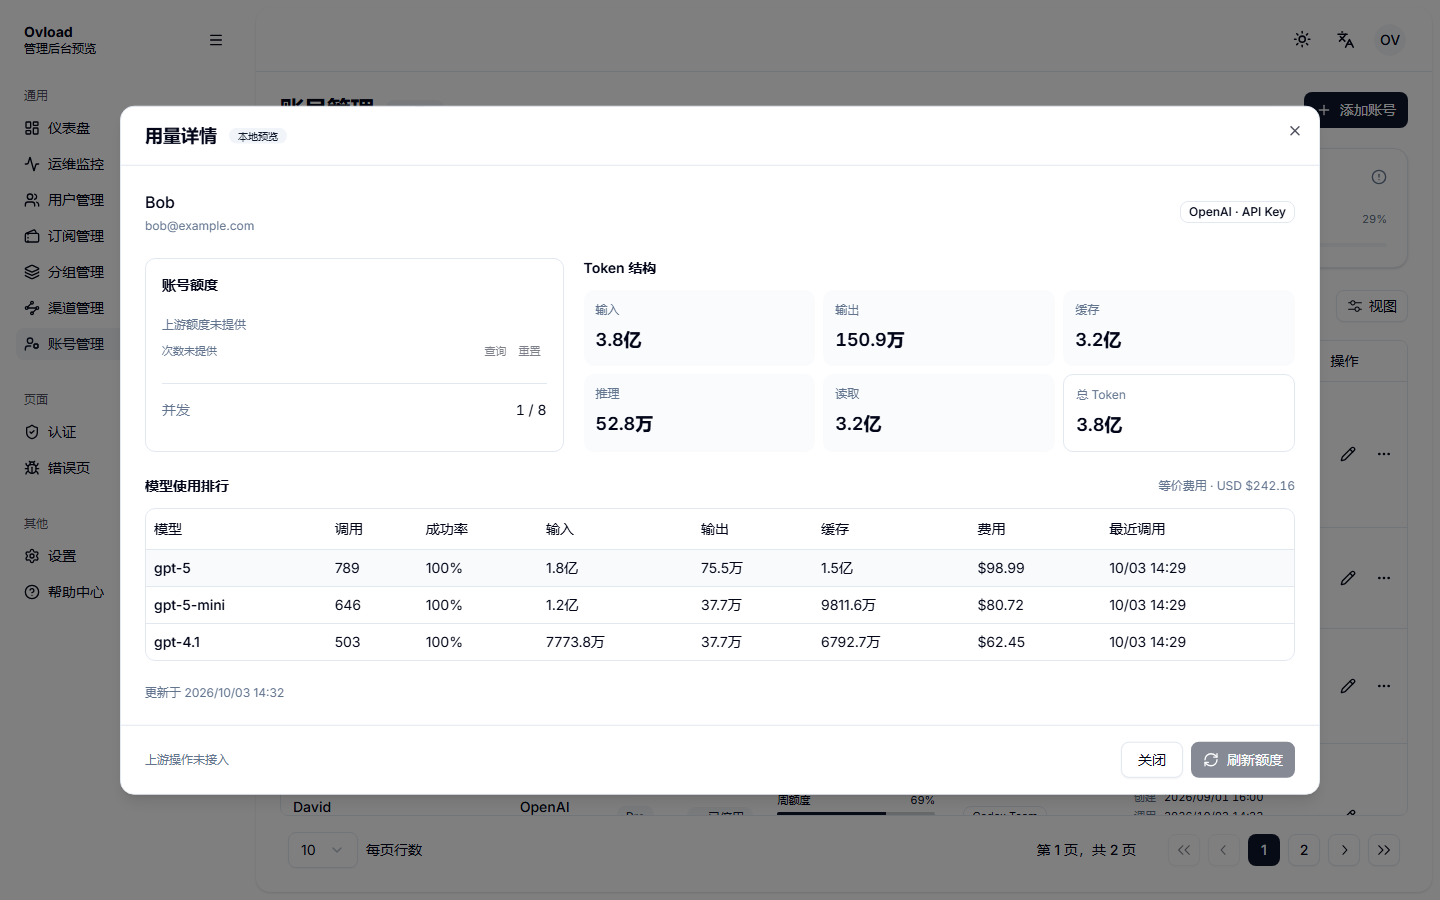 Ovload
管理后台预览
OV
通用
仪表盘
运维监控
用户管理
订阅管理
分组管理
渠道管理
账号管理
页面
认证
错误页
其他
设置
帮助中心
账号管理
添加账号
29%
视图
操作
用量详情 本地预览
Bob
bob@example.com
OpenAI · API Key
账号额度
上游额度未提供
次数未提供 查询 重置
并发 1 / 8
Token 结构
输入 输出 缓存
3.8亿 150.9万 3.2亿
推理 读取 总 Token
52.8万 3.2亿 3.8亿
模型使用排行 等价费用 · USD $242.16
模型 调用 成功率 输入 输出 缓存 费用 最近调用
gpt-5 789 100% 1.8亿 75.5万 1.5亿 $98.99 10/03 14:29
gpt-5-mini 646 100% 1.2亿 37.7万 9811.6万 $80.72 10/03 14:29
gpt-4.1 503 100% 7773.8万 37.7万 6792.7万 $62.45 10/03 14:29
更新于 2026/10/03 14:32
上游操作未接入 关闭 刷新额度
David OpenAI 周额度 69% 创建 2026/09/01 16:00
10 每页行数 第 1 页，共 2 页 1 2